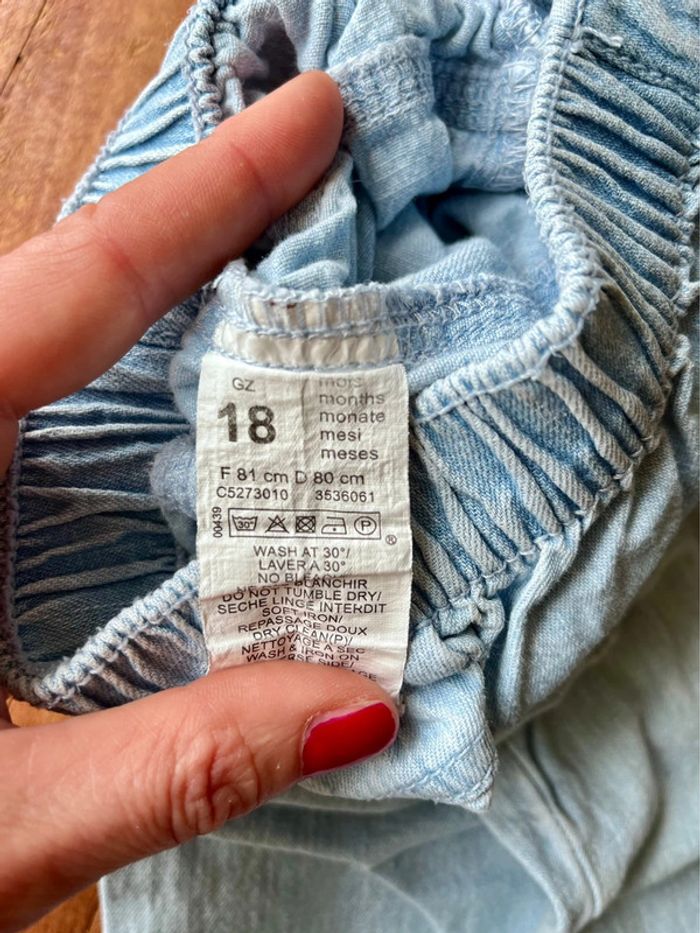 GZ
18
mois
months
monate
mesi
meses
F 81 cm D 80 cm
C5273010 3536061
00439
30° P
®
WASH AT 30°/
LAVER A 30°
NO BLEACH/BLANCHIR
DO NOT TUMBLE DRY/
SECHE LINGE INTERDIT
SOFT IRON/
REPASSAGE DOUX
DRY CLEAN(P)/
NETTOYAGE A SEC
WASH & IRON ON
SIDE/